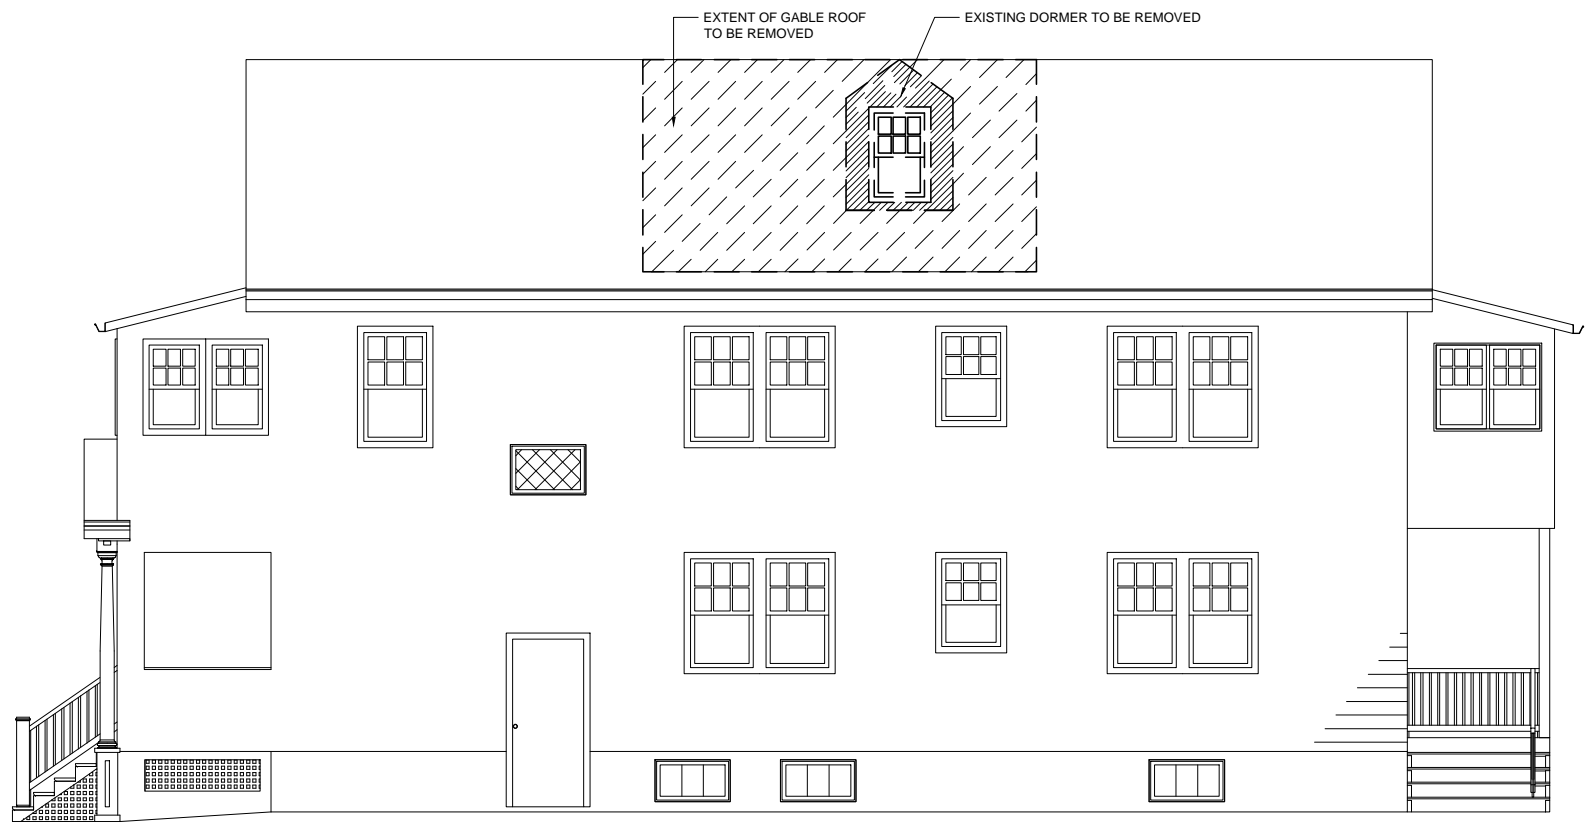 EXTENT OF GABLE ROOF
TO BE REMOVED
EXISTING DORMER TO BE REMOVED